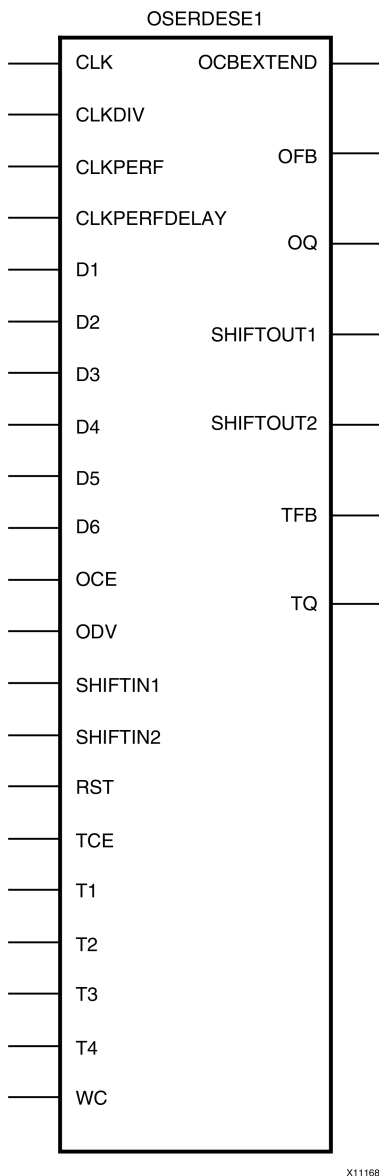 OSERDESE1
CLK
OCBEXTEND
CLKDIV
OFB
CLKPERF
CLKPERFDELAY
OQ
D1
D2
SHIFTOUT1
D3
D4
SHIFTOUT2
D5
D6
TFB
OCE
TQ
ODV
SHIFTIN1
SHIFTIN2
RST
TCE
T1
T2
T3
T4
WC
X11168